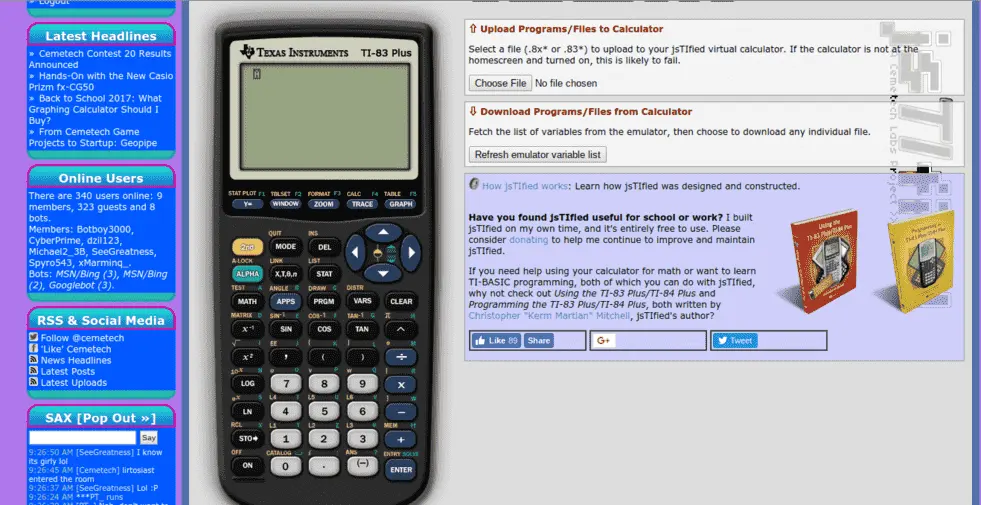 Logout
Latest Headlines
» Cemetech Contest 20 Results
Announced
» Hands-On with the New Casio
Prizm fx-CG50
» Back to School 2017: What
Graphing Calculator Should I
Buy?
» From Cemetech Game
Projects to Startup: Geopipe
Online Users
There are 340 users online: 9
members, 323 guests and 8
bots.
Members: Botboy3000,
CyberPrime, dzil123,
Michael2_3B, SeeGreatness,
Spyro543, xMarminq_.
Bots: MSN/Bing (3), MSN/Bing
(2), Googlebot (3).
RSS & Social Media
Follow @cemetech
'Like' Cemetech
News Headlines
Latest Posts
Latest Uploads
SAX [Pop Out »]
Say
9:26:50 AM [SeeGreatness] I know
its girly lol
9:26:45 AM [Cemetech] lirtosiast
entered the room
9:26:37 AM [SeeGreatness] Lol :P
9:26:24 AM ***PT_ runs
TEXAS INSTRUMENTS TI-83 Plus
A
STAT PLOT F1 TBLSET F2 FORMAT F3 CALC F4 TABLE F5
Y= WINDOW ZOOM TRACE GRAPH
QUIT INS
2nd MODE DEL
A-LOCK LINK LIST
ALPHA X,T,θ,n STAT
TEST A ANGLE B DRAW C DISTR
MATH APPS PRGM VARS CLEAR
MATRIX D SIN⁻¹ E COS⁻¹ F TAN⁻¹ G π H
x⁻¹ SIN COS TAN ^
√ I EE J { K } L e M
x² , ( ) ÷
10ˣ N u O v P w Q [ R
LOG 7 8 9 x
eˣ S L4 T L5 U L6 V ] W
LN 4 5 6 −
RCL X L1 Y L2 Z L3 θ MEM "
STO➔ 1 2 3 +
OFF CATALOG i : ANS ? ENTRY SOLVE
ON 0 . (−) ENTER
⇧ Upload Programs/Files to Calculator
Select a file (.8x* or .83*) to upload to your jsTIfied virtual calculator. If the calculator is not at the
homescreen and turned on, this is likely to fail.
Choose File No file chosen
⇩ Download Programs/Files from Calculator
Fetch the list of variables from the emulator, then choose to download any individual file.
Refresh emulator variable list
How jsTIfied works: Learn how jsTIfied was designed and constructed.
Have you found jsTIfied useful for school or work? I built
jsTIfied on my own time, and it's entirely free to use. Please
consider donating to help me continue to improve and maintain
jsTIfied.
If you need help using your calculator for math or want to learn
TI-BASIC programming, both of which you can do with jsTIfied,
why not check out Using the TI-83 Plus/TI-84 Plus and
Programming the TI-83 Plus/TI-84 Plus, both written by
Christopher "Kerm Martian" Mitchell, jsTIfied's author?
Like 89 Share
G+
Tweet
Using the
TI-83 Plus/TI-84 Plus
Programming the
TI-83 Plus/TI-84 Plus